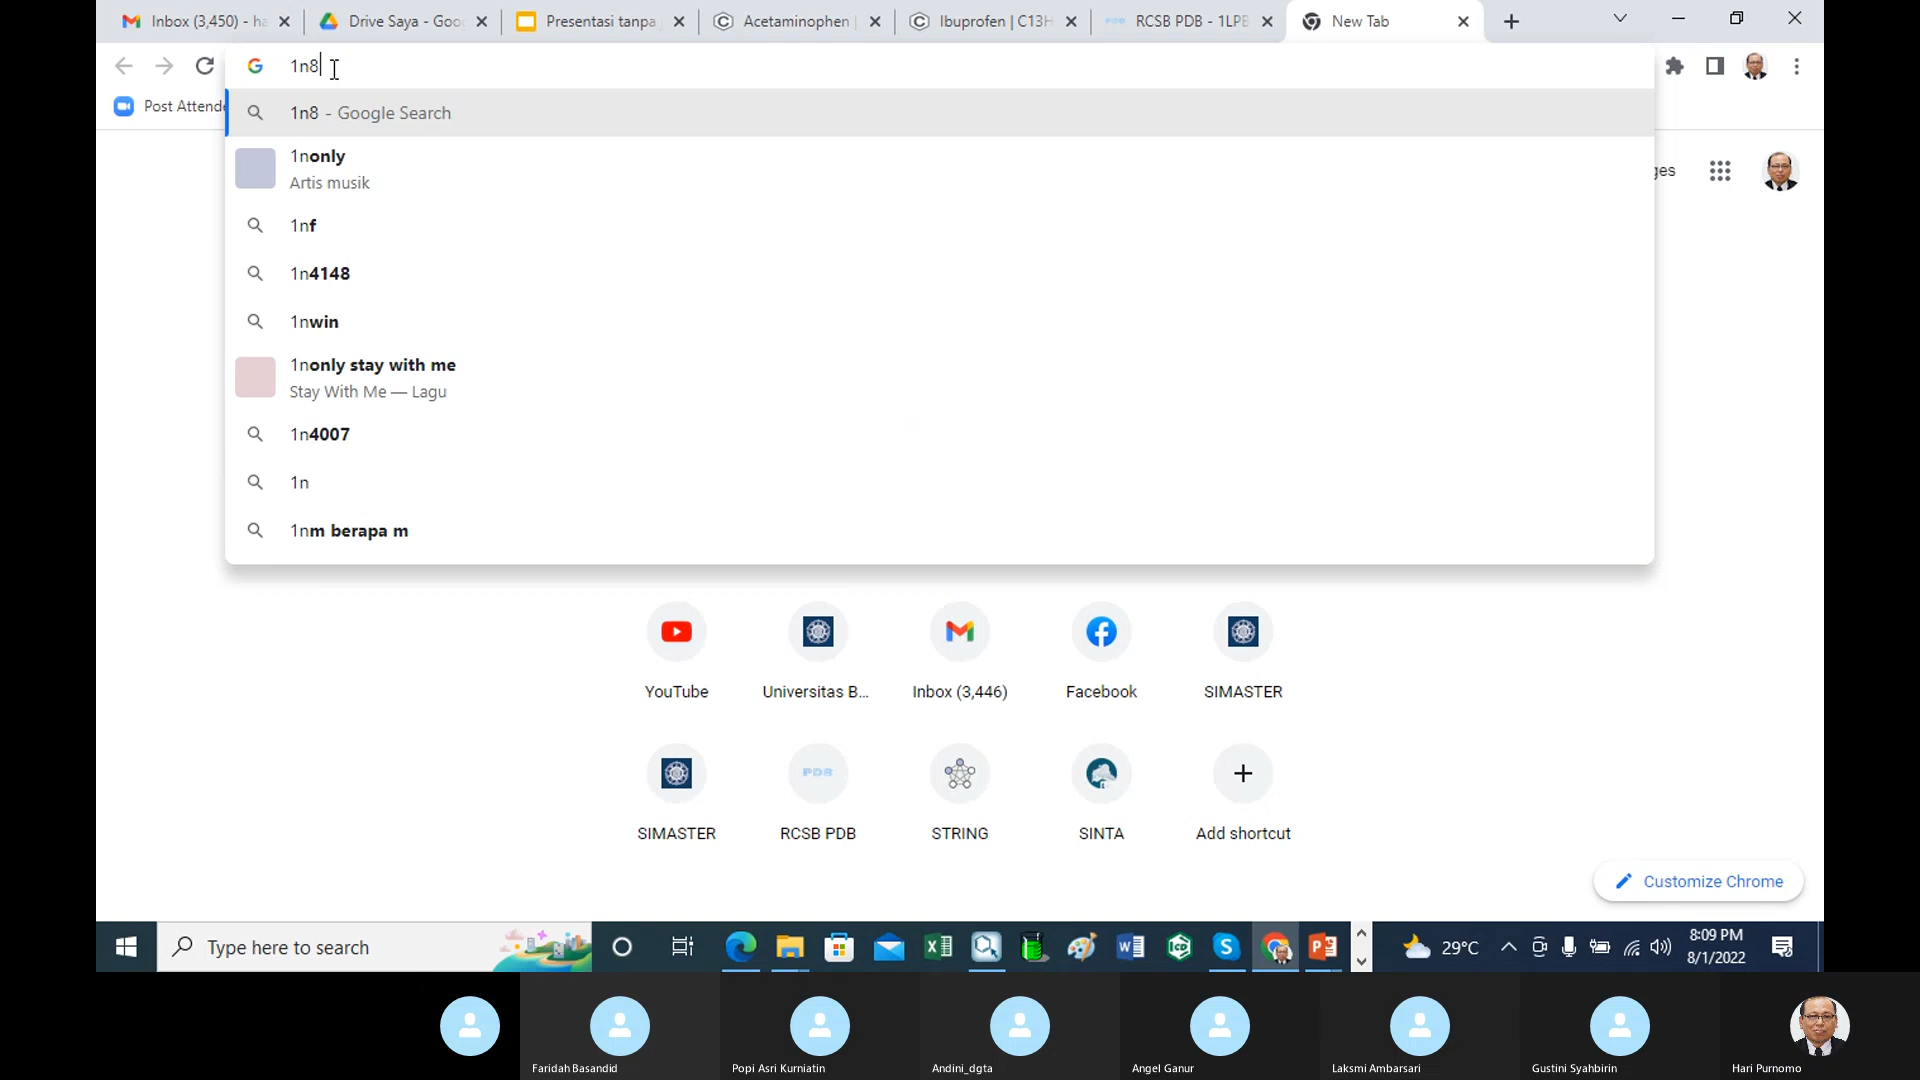 Inbox (3,450) - ha
Drive Saya - Goo
Presentasi tanpa
Acetaminophen |
Ibuprofen | C13H
RCSB PDB - 1LPB
New Tab
1n8
Post Attende
1n8 - Google Search
1nonly
Artis musik
ges
1nf
1n4148
1nwin
1nonly stay with me
Stay With Me — Lagu
1n4007
1n
1nm berapa m
YouTube
Universitas B...
Inbox (3,446)
Facebook
SIMASTER
PDB
SIMASTER
RCSB PDB
STRING
SINTA
Add shortcut
Customize Chrome
Type here to search
29°C
8:09 PM
8/1/2022
Faridah Basandid
Popi Asri Kurniatin
Andini_dgta
Angel Ganur
Laksmi Ambarsari
Gustini Syahbirin
Hari Purnomo